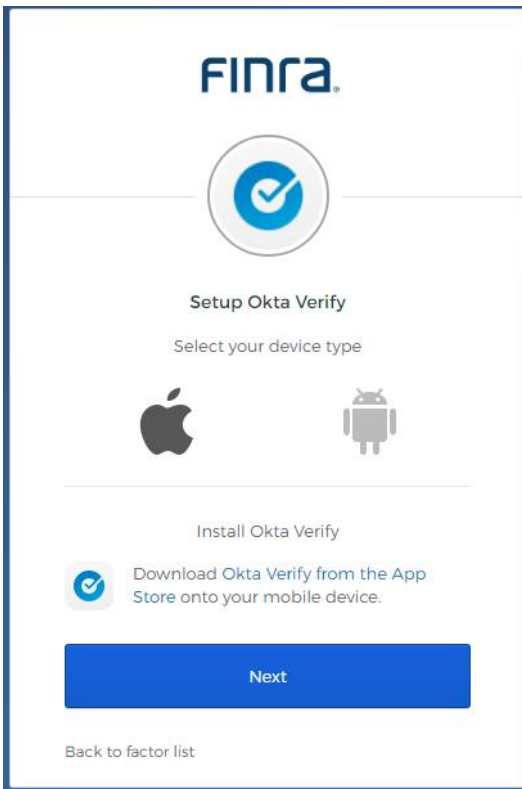 Finra®
Setup Okta Verify
Select your device type
Install Okta Verify
Download Okta Verify from the App
Store onto your mobile device.
Next
Back to factor list